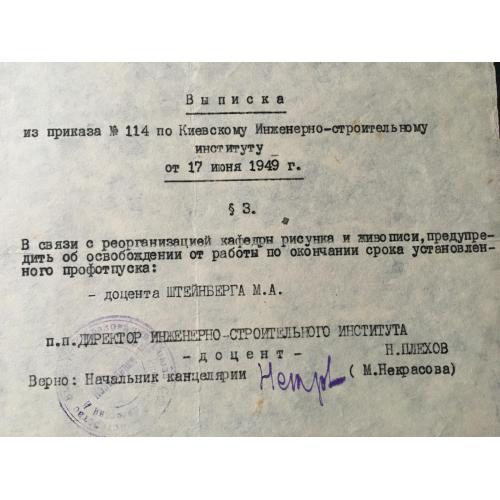 Выписка
из приказа № 114 по Киевскому Инженерно-строительному
институту
от 17 июня 1949 г.
§ 3.
В связи с реорганизацией кафедры рисунка и живописи, предупре-
дить об освобождении от работы по окончании срока установлен-
ного профотпуска:
- доцента ШТЕЙНБЕРГА М.А.
п.п. ДИРЕКТОР ИНЖЕНЕРНО-СТРОИТЕЛЬНОГО ИНСТИТУТА
- доцент - Н.ПЛЕХОВ
Верно: Начальник канцелярии (М.Некрасова)